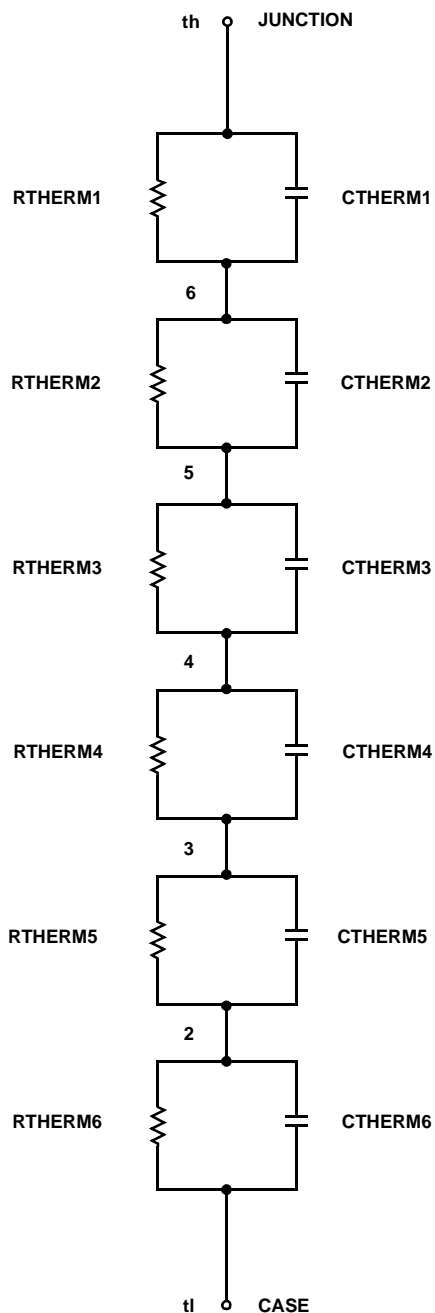 th JUNCTION
RTHERM1 CTHERM1
6
RTHERM2 CTHERM2
5
RTHERM3 CTHERM3
4
RTHERM4 CTHERM4
3
RTHERM5 CTHERM5
2
RTHERM6 CTHERM6
tl CASE